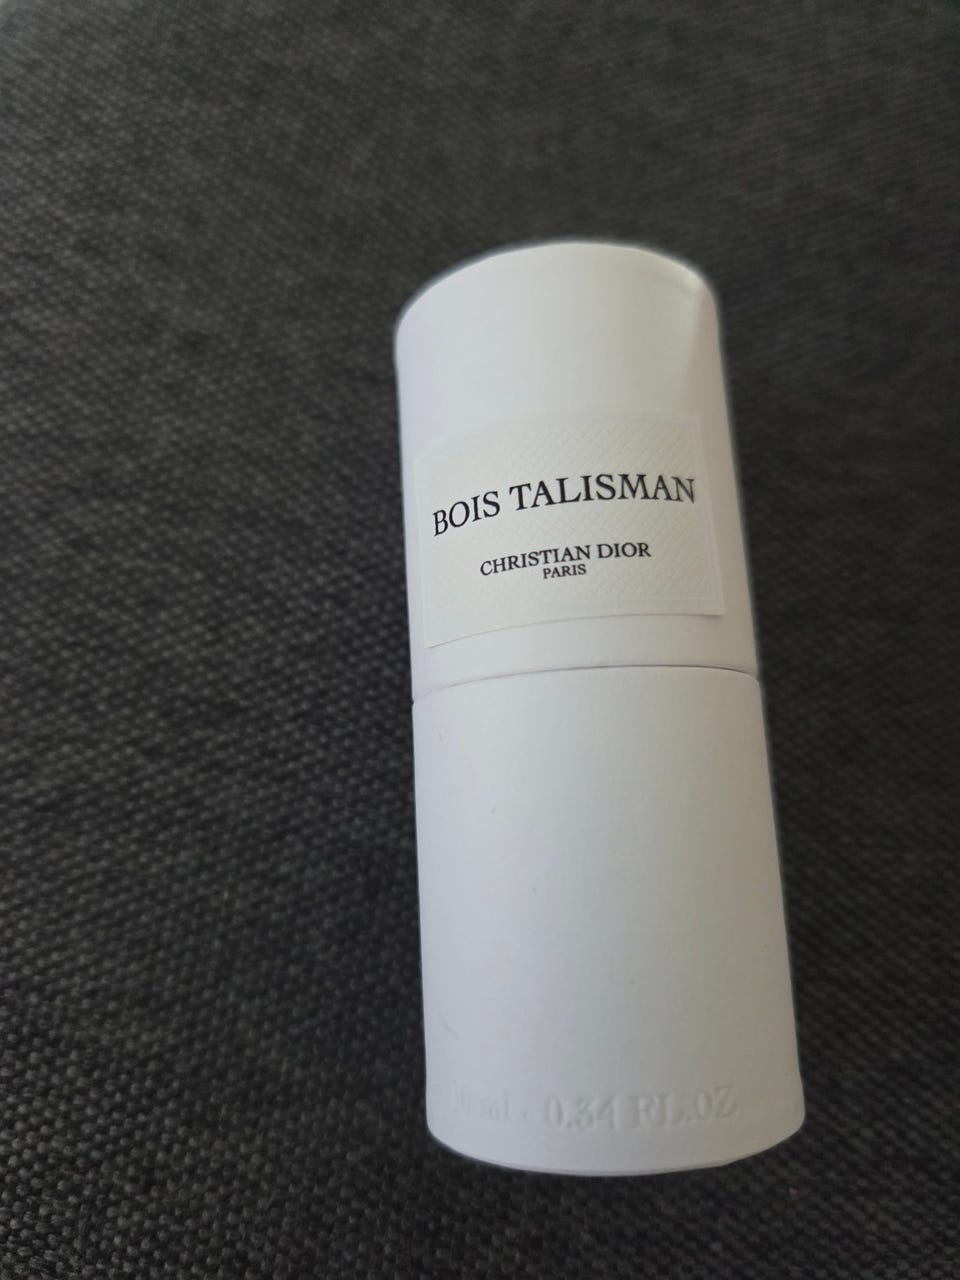 BOIS TALISMAN
CHRISTIAN DIOR
PARIS
10 ml - 0.34 FL.OZ